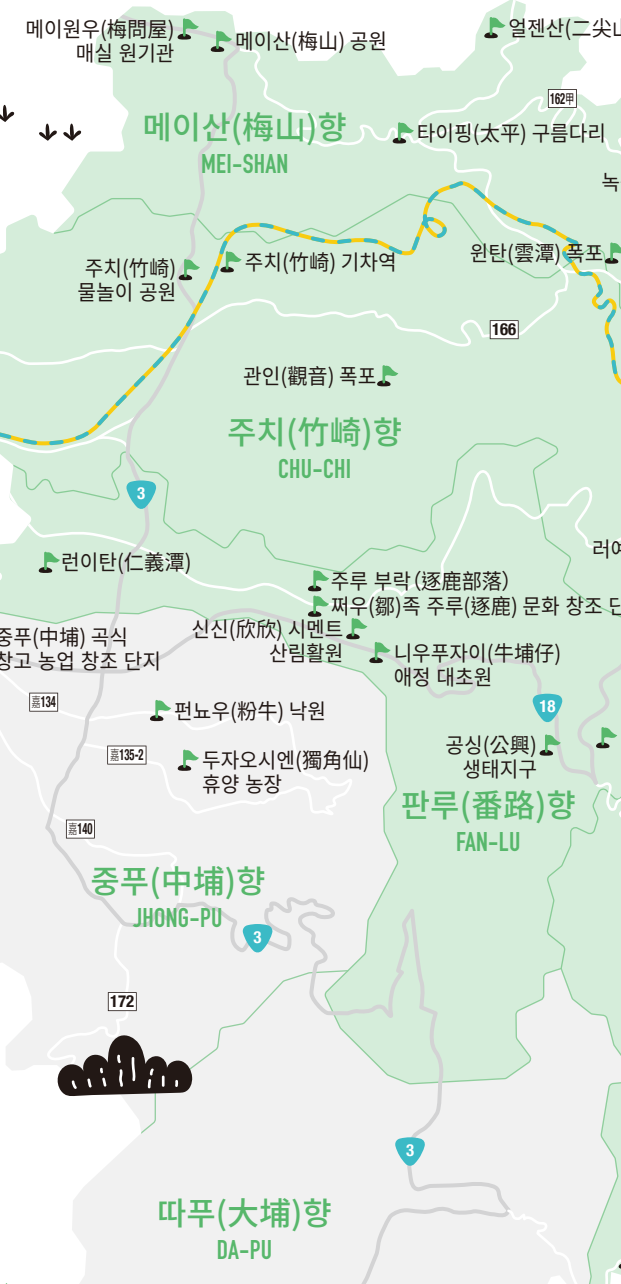 메이원우(梅問屋)
매실 원기관
메이산(梅山) 공원
얼젠산(二尖山
162甲
메이산(梅山)향
MEI-SHAN
타이핑(太平) 구름다리
녹
주치(竹崎)
물놀이 공원
주치(竹崎) 기차역
윈탄(雲潭) 폭포
166
관인(觀音) 폭포
주치(竹崎)향
CHU-CHI
3
러여
런이탄(仁義潭)
주루 부락(逐鹿部落)
쩌우(鄒)족 주루(逐鹿) 문화 창조 단
신신(欣欣) 시멘트
산림활원
중푸(中埔) 곡식
창고 농업 창조 단지
니우푸자이(牛埔仔)
애정 대초원
嘉134
펀뇨우(粉牛) 낙원
18
嘉135-2
두자오시엔(獨角仙)
휴양 농장
공싱(公興)
생태지구
판루(番路)향
FAN-LU
嘉140
중푸(中埔)향
JHONG-PU
3
172
3
따푸(大埔)향
DA-PU